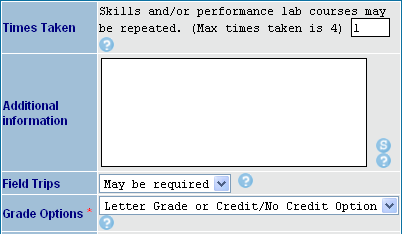 Times Taken
Skills and/or performance lab courses may
be repeated. (Max times taken is 4) 1
?
Additional
information
S
?
Field Trips May be required ?
Grade Options * Letter Grade or Credit/No Credit Option
?